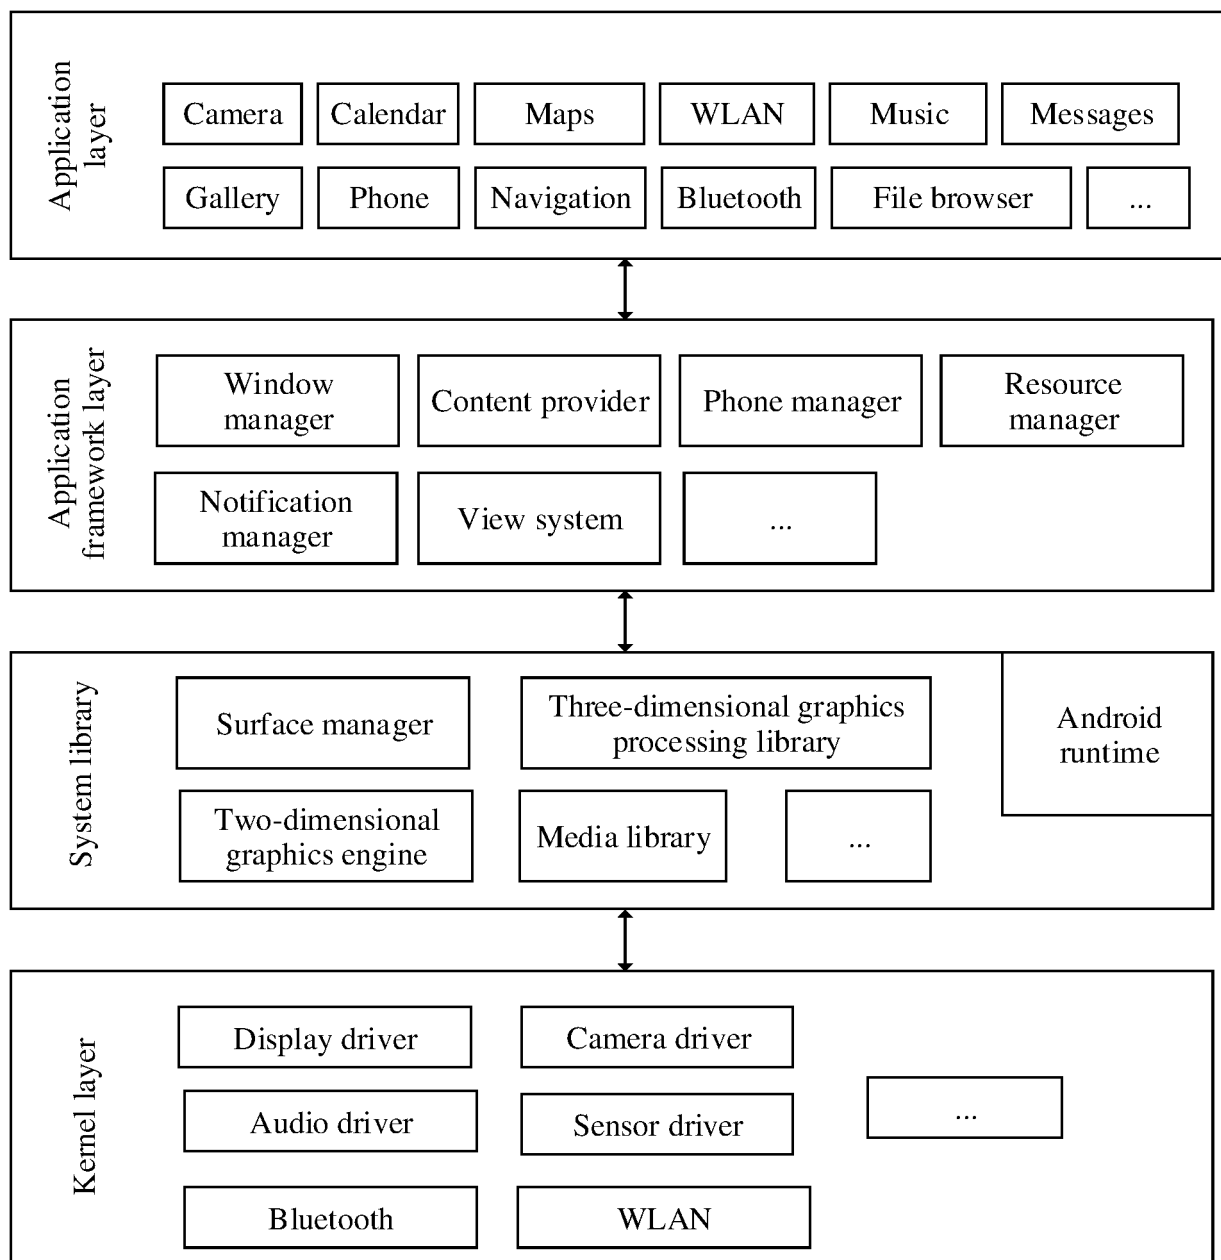 Application
layer
Camera
Calendar
Maps
WLAN
Music
Messages
Gallery
Phone
Navigation
Bluetooth
File browser
...
Application
framework layer
Window
manager
Content provider
Phone manager
Resource
manager
Notification
manager
View system
...
System library
Surface manager
Three-dimensional graphics
processing library
Android
runtime
Two-dimensional
graphics engine
Media library
...
Kernel layer
Display driver
Camera driver
Audio driver
Sensor driver
...
Bluetooth
WLAN